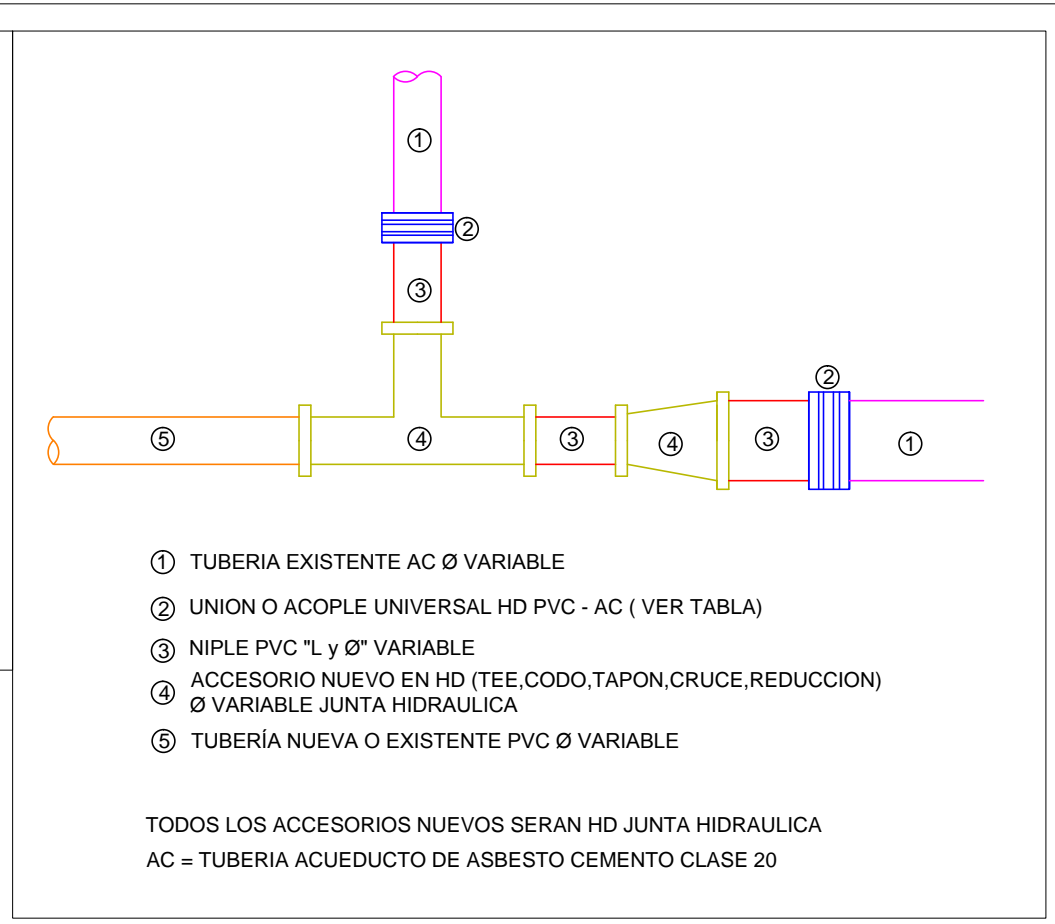 1
2
3
2
5
4
3
4
3
1
1 TUBERIA EXISTENTE AC Ø VARIABLE
2 UNION O ACOPLE UNIVERSAL HD PVC - AC ( VER TABLA)
3 NIPLE PVC "L y Ø" VARIABLE
4 ACCESORIO NUEVO EN HD (TEE,CODO,TAPON,CRUCE,REDUCCION)
Ø VARIABLE JUNTA HIDRAULICA
5 TUBERÍA NUEVA O EXISTENTE PVC Ø VARIABLE
TODOS LOS ACCESORIOS NUEVOS SERAN HD JUNTA HIDRAULICA
AC = TUBERIA ACUEDUCTO DE ASBESTO CEMENTO CLASE 20